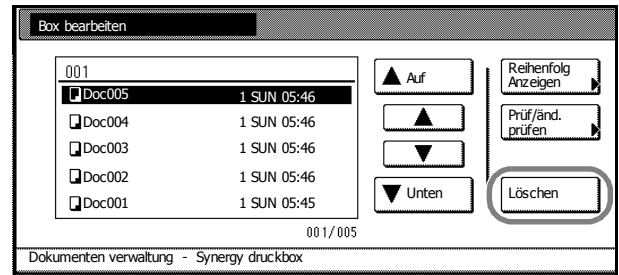 Box bearbeiten
001
Doc005 1 SUN 05:46
Doc004 1 SUN 05:46
Doc003 1 SUN 05:46
Doc002 1 SUN 05:46
Doc001 1 SUN 05:45
001/005
Auf
Unten
Reihenfolg
Anzeigen
Prüf/änd.
prüfen
Löschen
Dokumenten verwaltung - Synergy druckbox